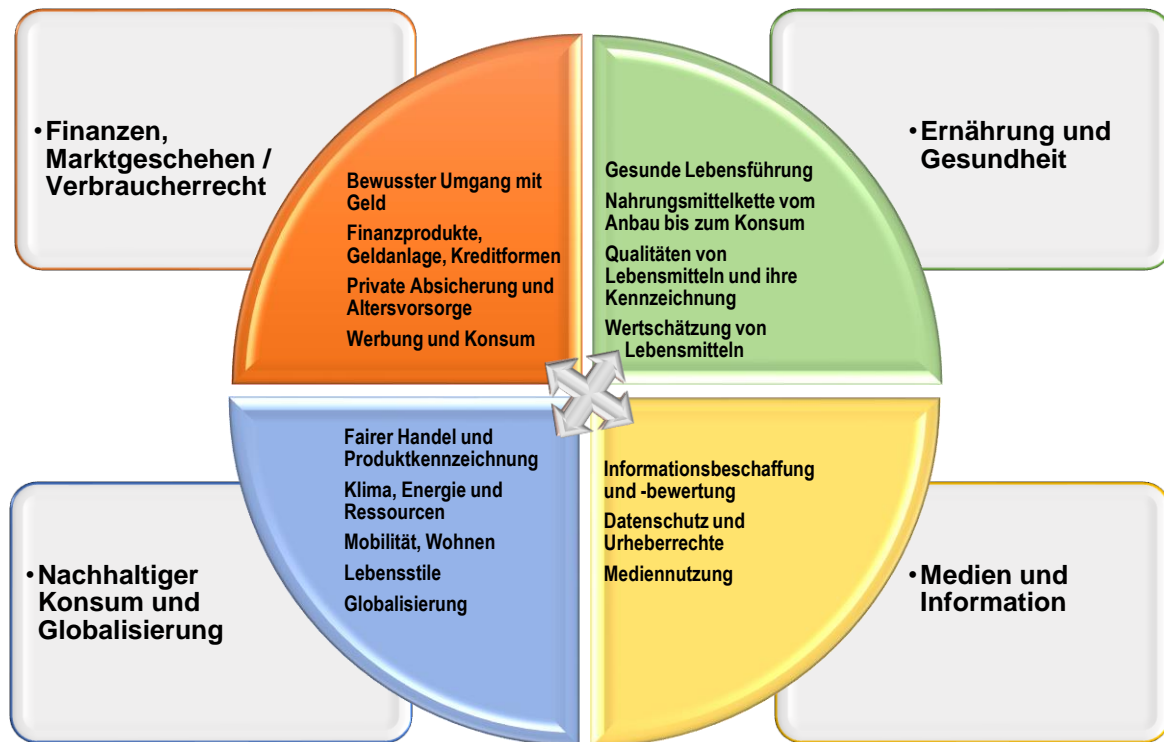 • Finanzen,
Marktgeschehen /
Verbraucherrecht
Bewusster Umgang mit
Geld
Finanzprodukte,
Geldanlage, Kreditformen
Private Absicherung und
Altersvorsorge
Werbung und Konsum
• Ernährung und
Gesundheit
Gesunde Lebensführung
Nahrungsmittelkette vom
Anbau bis zum Konsum
Qualitäten von
Lebensmitteln und ihre
Kennzeichnung
Wertschätzung von
Lebensmitteln
• Nachhaltiger
Konsum und
Globalisierung
Fairer Handel und
Produktkennzeichnung
Klima, Energie und
Ressourcen
Mobilität, Wohnen
Lebensstile
Globalisierung
• Medien und
Information
Informationsbeschaffung
und -bewertung
Datenschutz und
Urheberrechte
Mediennutzung